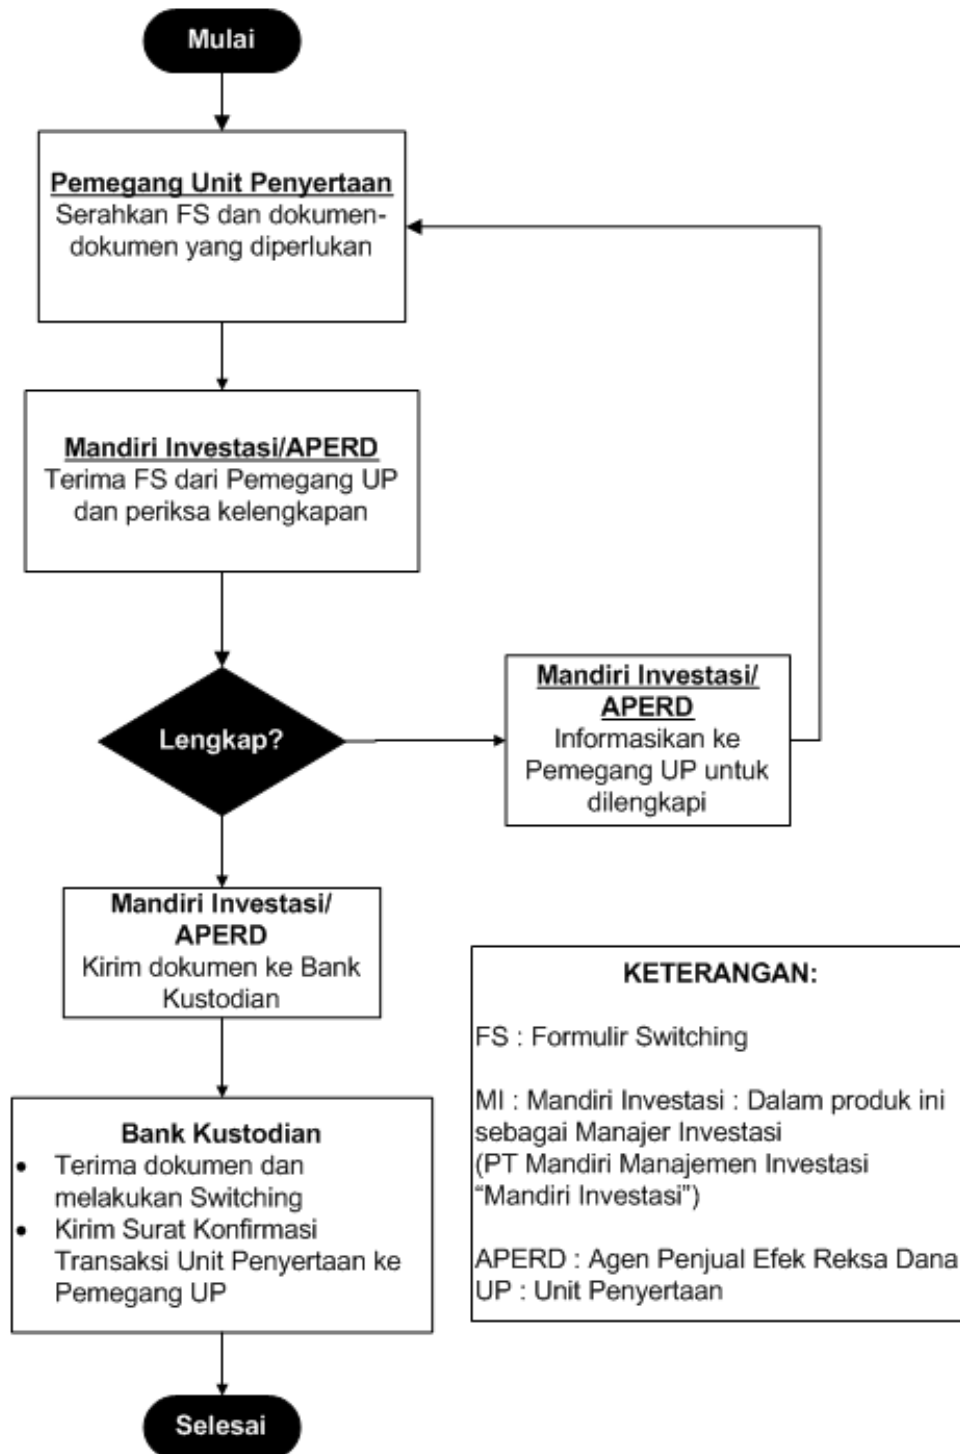 Mulai
Pemegang Unit Penyertaan
Serahkan FS dan dokumen-
dokumen yang diperlukan
Mandiri Investasi/APERD
Terima FS dari Pemegang UP
dan periksa kelengkapan
Lengkap?
Mandiri Investasi/
APERD
Informasikan ke
Pemegang UP untuk
dilengkapi
Mandiri Investasi/
APERD
Kirim dokumen ke Bank
Kustodian
Bank Kustodian
• Terima dokumen dan
melakukan Switching
• Kirim Surat Konfirmasi
Transaksi Unit Penyertaan ke
Pemegang UP
Selesai
KETERANGAN:
FS : Formulir Switching
MI : Mandiri Investasi : Dalam produk ini
sebagai Manajer Investasi
(PT Mandiri Manajemen Investasi
“Mandiri Investasi”)
APERD : Agen Penjual Efek Reksa Dana
UP : Unit Penyertaan